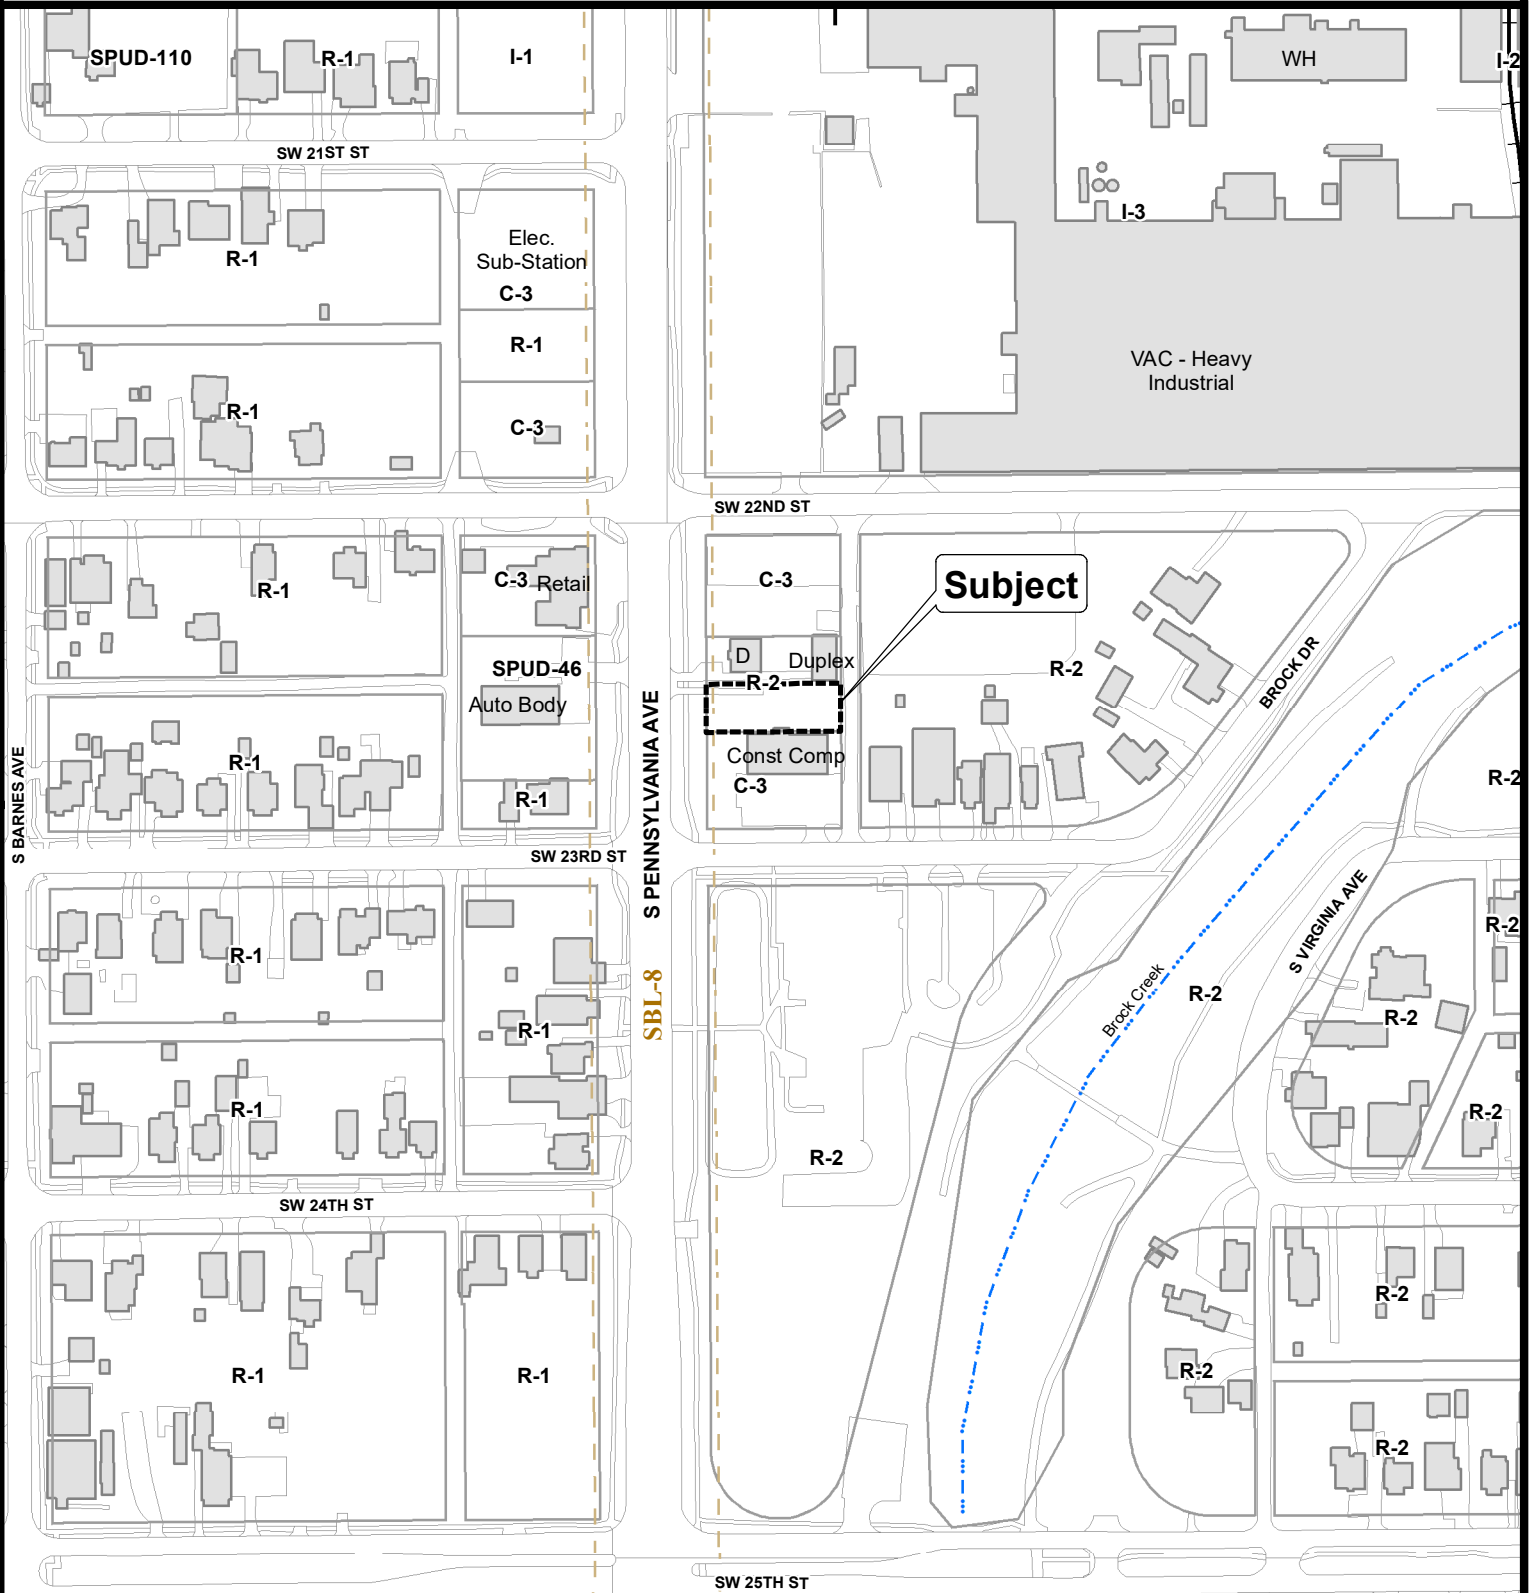 SPUD-110
R-1
I-1
WH
I-2
SW 21ST ST
R-1
Elec.
Sub-Station
C-3
I-3
R-1
VAC - Heavy
Industrial
R-1
C-3
SW 22ND ST
R-1
C-3
Retail
C-3
Subject
SPUD-46
D
Duplex
R-2
R-2
BROCK DR
Auto Body
S PENNSYLVANIA AVE
S BARNES AVE
R-1
R-1
Const Comp
C-3
R-2
SW 23RD ST
R-1
SBL-8
R-1
Brock Creek
R-2
S VIRGINIA AVE
R-2
R-2
R-1
R-2
R-2
SW 24TH ST
R-2
R-1
R-1
R-2
R-2
SW 25TH ST